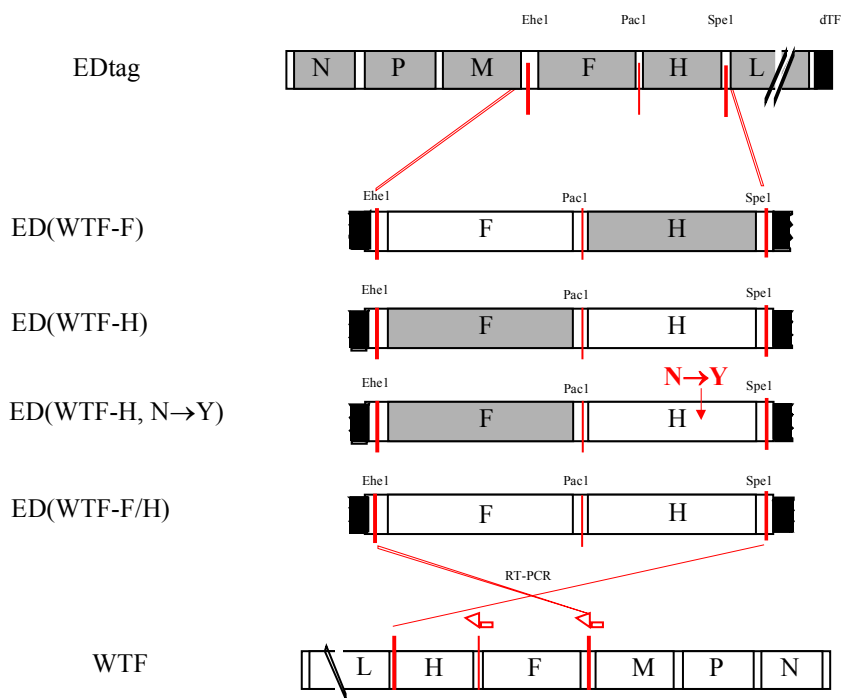 Ehe1 Pac1 Spe1 dTF
EDtag N P M F H L
Ehe1 Pac1 Spe1
ED(WTF-F) F H
Ehe1 Pac1 Spe1
ED(WTF-H) F H
N→Y
Ehe1 Pac1 Spe1
ED(WTF-H, N→Y) F H
Ehe1 Pac1 Spe1
ED(WTF-F/H) F H
RT-PCR
WTF L H F M P N